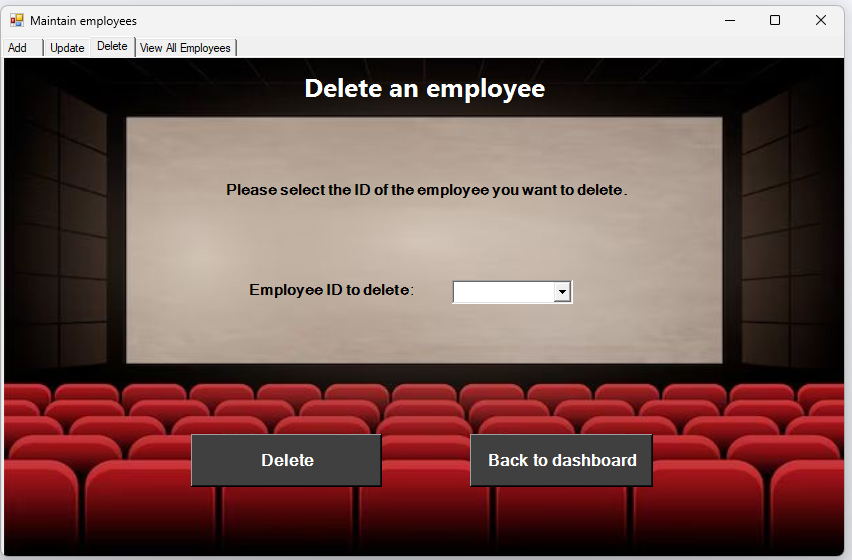 Maintain employees
Add Update Delete View All Employees
Delete an employee
Please select the ID of the employee you want to delete.
Employee ID to delete:
Delete Back to dashboard